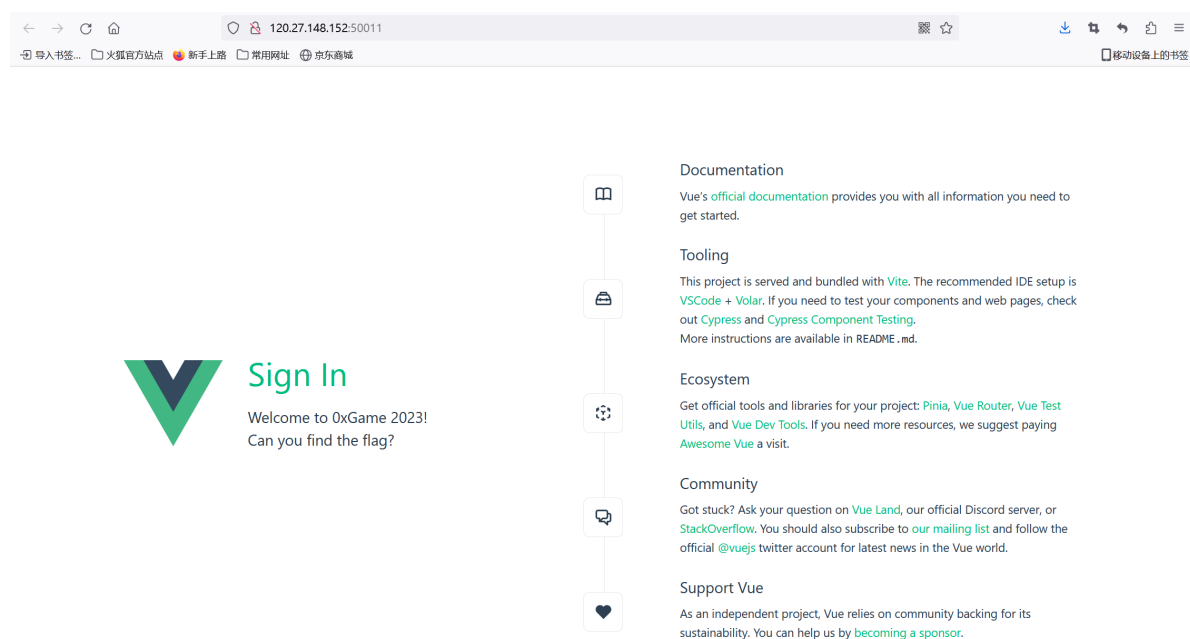 120.27.148.152:50011
导入书签... 火狐官方站点 新手上路 常用网址 京东商城 移动设备上的书签
Sign In
Welcome to 0xGame 2023!
Can you find the flag?
Documentation
Vue’s official documentation provides you with all information you need to
get started.
Tooling
This project is served and bundled with Vite. The recommended IDE setup is
VSCode + Volar. If you need to test your components and web pages, check
out Cypress and Cypress Component Testing.
More instructions are available in README.md.
Ecosystem
Get official tools and libraries for your project: Pinia, Vue Router, Vue Test
Utils, and Vue Dev Tools. If you need more resources, we suggest paying
Awesome Vue a visit.
Community
Got stuck? Ask your question on Vue Land, our official Discord server, or
StackOverflow. You should also subscribe to our mailing list and follow the
official @vuejs twitter account for latest news in the Vue world.
Support Vue
As an independent project, Vue relies on community backing for its
sustainability. You can help us by becoming a sponsor.